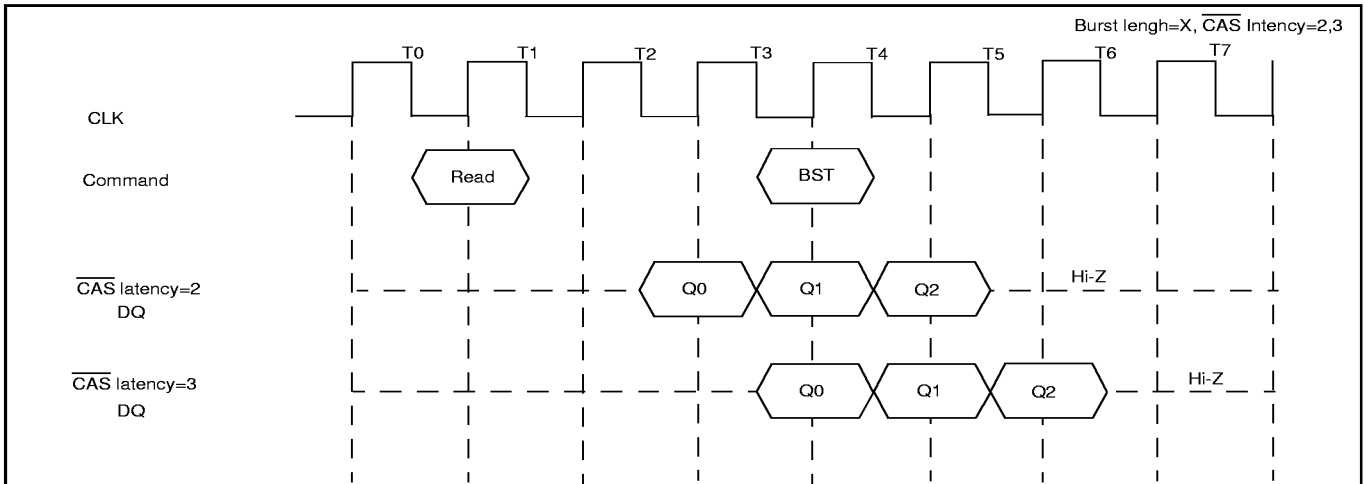 Burst lengh=X, CAS Intency=2,3
T0 T1 T2 T3 T4 T5 T6 T7
CLK
Command Read BST
CAS latency=2
DQ
Q0 Q1 Q2 Hi-Z
CAS latency=3
DQ
Q0 Q1 Q2 Hi-Z